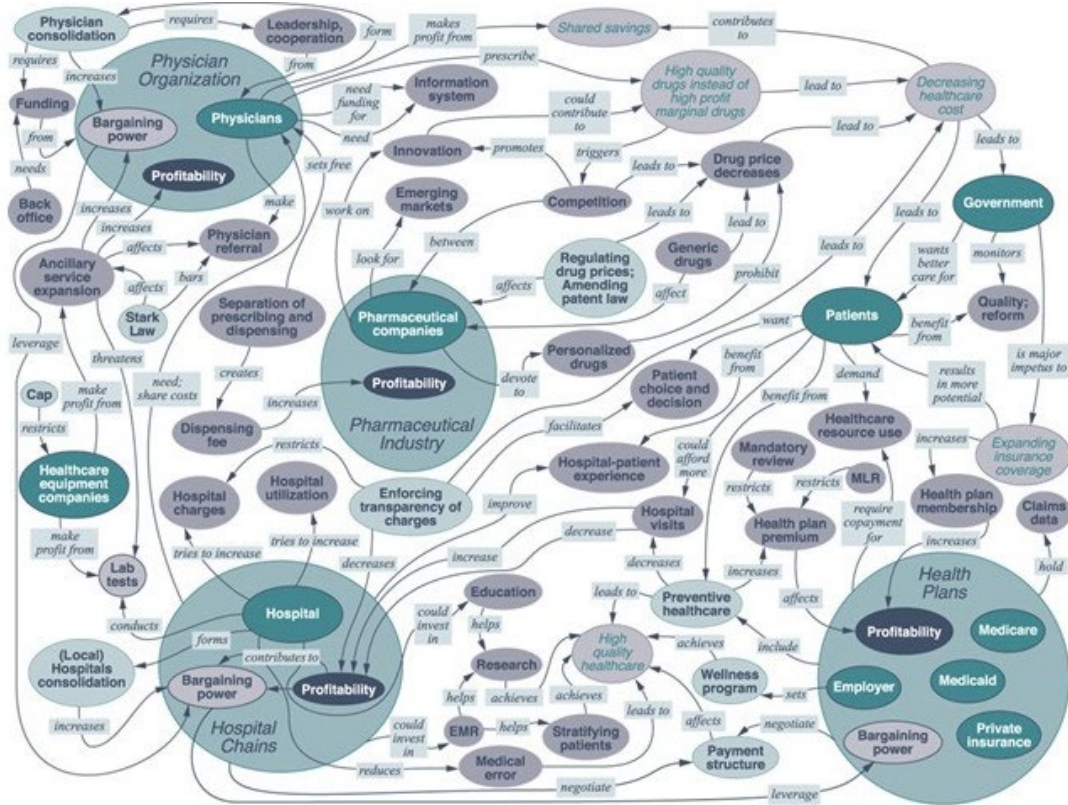 Physician
consolidation
requires
Leadership,
cooperation
form
makes
profit from
Shared savings
contributes
to
requires
increases
Physician
Organization
from
prescribe
High quality
drugs instead of
high profit
marginal drugs
lead to
Decreasing
healthcare
cost
Funding
Bargaining
power
Physicians
need
funding
for
Information
system
could
contribute
to
from
need
lead to
leads to
needs
sets free
Innovation
promotes
triggers
leads to
Drug price
decreases
Profitability
Back
office
increases
increases
make
work on
Emerging
markets
Competition
leads to
lead to
Government
leads to
affects
Physician
referral
between
Generic
drugs
wants
better
care for
monitors
Ancillary
service
expansion
bars
look for
Regulating
drug prices;
Amending
patent law
prohibit
leads to
affects
affects
affect
Stark
Law
Separation of
prescribing and
dispensing
Pharmaceutical
companies
Patients
Quality;
reform
leverage
threatens
want
benefit
from
benefit
from
Personalized
drugs
is major
impetus to
Cap
make
profit from
need;
share costs
creates
Profitability
devote
to
Patient
choice and
decision
demand
results in
more
potential
increases
benefit from
restricts
Dispensing
fee
Pharmaceutical
Industry
facilitates
Healthcare
resource use
restricts
could
afford
more
Mandatory
review
increases
Expanding
insurance
coverage
Healthcare
equipment
companies
Hospital
utilization
Hospital-patient
experience
restricts
MLR
Hospital
charges
Enforcing
transparency of
charges
improve
Hospital
visits
restricts
Health plan
membership
Claims
data
make
profit from
decrease
Health plan
premium
require
copayment
for
tries to increase
tries to increase
increase
increases
Lab
tests
decreases
decreases
increases
hold
Education
Preventive
healthcare
Health
Plans
could
invest
in
leads to
affects
Hospital
conducts
helps
Profitability
Medicare
forms
High
quality
healthcare
achieves
include
(Local)
Hospitals
consolidation
contributes to
Research
Wellness
program
Bargaining
power
Profitability
sets
Employer
Medicaid
helps
achieves
achieves
leads to
increases
could
invest
in
EMR
helps
Stratifying
patients
affects
negotiate
Bargaining
power
Private
insurance
Hospital
Chains
Payment
structure
reduces
Medical
error
negotiate
leverage